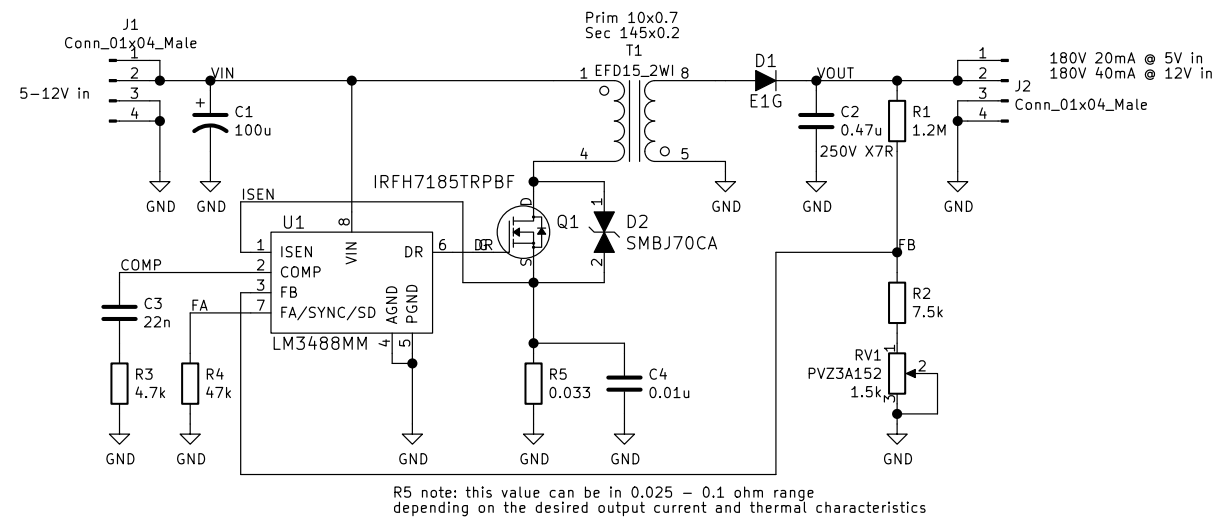 Prim 10x0.7
Sec 145x0.2
T1
EFD15_2WI
1
8
4
5
J1
Conn_01x04_Male
1
2
3
4
5-12V in
VIN
C1
100u
GND
GND
D1
E1G
VOUT
C2
0.47u
250V X7R
R1
1.2M
1
2
3
4
J2
Conn_01x04_Male
180V 20mA @ 5V in
180V 40mA @ 12V in
GND
GND
GND
IRFH7185TRPBF
D
G
S
Q1
1
D2
SMBJ70CA
2
ISEN
U1
8
VIN
1
ISEN
2
COMP
3
FB
7
FA/SYNC/SD
DR
6
DR
AGND
PGND
4
5
LM3488MM
COMP
C3
22n
FA
R3
4.7k
R4
47k
R5
0.033
C4
0.01u
FB
R2
7.5k
RV1
PVZ3A152
1.5k
1
2
3
GND
GND
GND
GND
GND
GND
R5 note: this value can be in 0.025 – 0.1 ohm range
depending on the desired output current and thermal characteristics